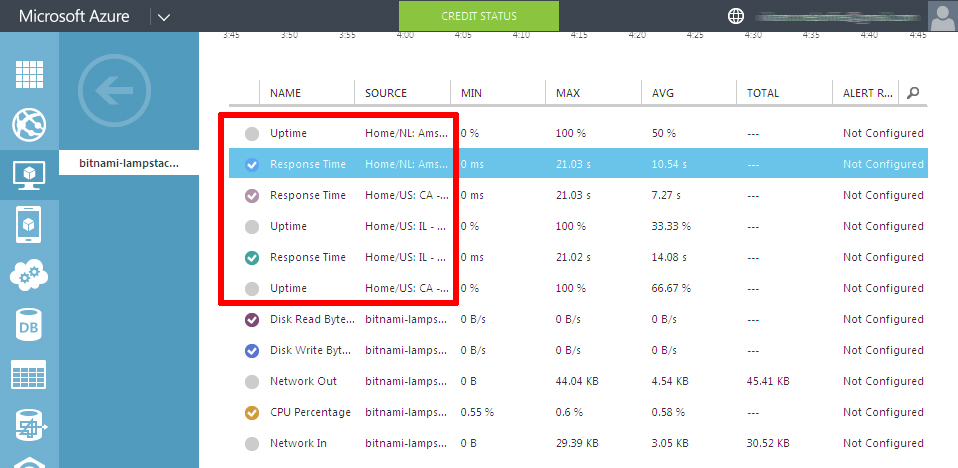 Microsoft Azure CREDIT STATUS
3:45 3:50 3:55 4:00 4:05 4:10 4:15 4:20 4:25 4:30 4:35 4:40 4:45
NAME SOURCE MIN MAX AVG TOTAL ALERT R...
Uptime Home/NL: Ams... 0 % 100 % 50 % --- Not Configured
bitnami-lampstac... Response Time Home/NL: Ams... 0 ms 21.03 s 10.54 s --- Not Configured
Response Time Home/US: CA -... 0 ms 21.03 s 7.27 s --- Not Configured
Uptime Home/US: IL - ... 0 % 100 % 33.33 % --- Not Configured
Response Time Home/US: IL - ... 0 ms 21.02 s 14.08 s --- Not Configured
Uptime Home/US: CA -... 0 % 100 % 66.67 % --- Not Configured
Disk Read Byte... bitnami-lamps... 0 B/s 0 B/s 0 B/s --- Not Configured
DB
Disk Write Byt... bitnami-lamps... 0 B/s 0 B/s 0 B/s --- Not Configured
Network Out bitnami-lamps... 0 B 44.04 KB 4.54 KB 45.41 KB Not Configured
CPU Percentage bitnami-lamps... 0.55 % 0.6 % 0.58 % --- Not Configured
Network In bitnami-lamps... 0 B 29.39 KB 3.05 KB 30.52 KB Not Configured